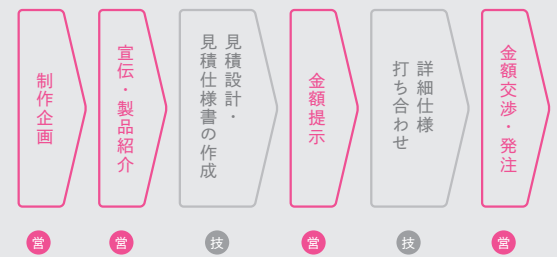 制作企画
宣伝・製品紹介
見積設計・
見積仕様書の作成
金額提示
詳細仕様
打ち合わせ
金額交渉・発注
営
営
技
営
技
営